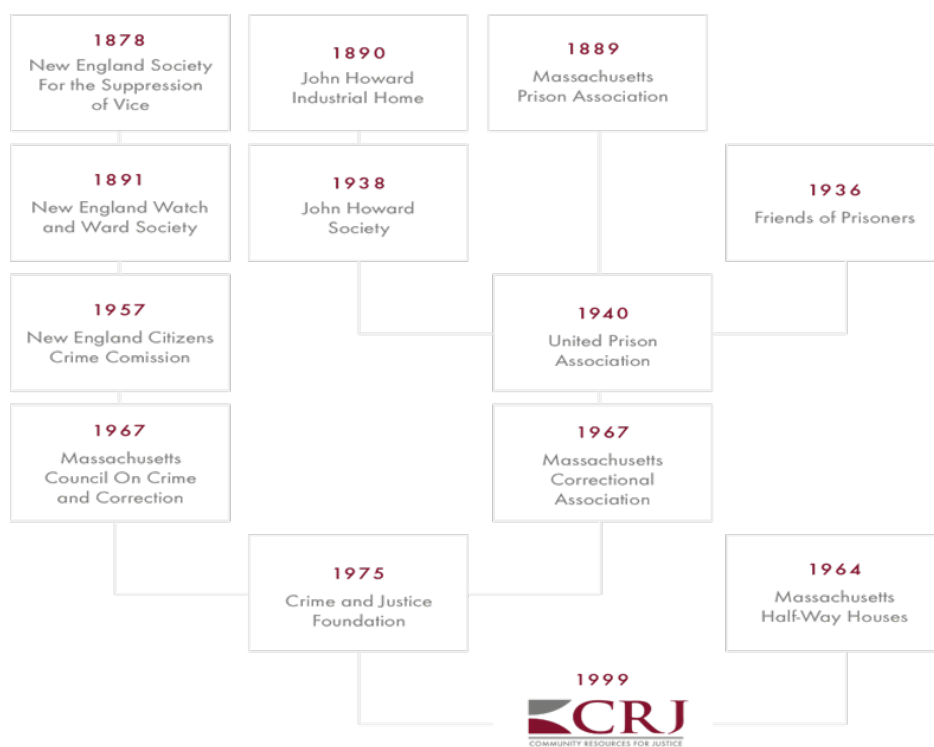 1878
New England Society
For the Suppression
of Vice
1890
John Howard
Industrial Home
1889
Massachusetts
Prison Association
1891
New England Watch
and Ward Society
1938
John Howard
Society
1936
Friends of Prisoners
1957
New England Citizens
Crime Comission
1940
United Prison
Association
1967
Massachusetts
Council On Crime
and Correction
1967
Massachusetts
Correctional
Association
1975
Crime and Justice
Foundation
1964
Massachusetts
Half-Way Houses
1999
CRJ
COMMUNITY RESOURCES FOR JUSTICE